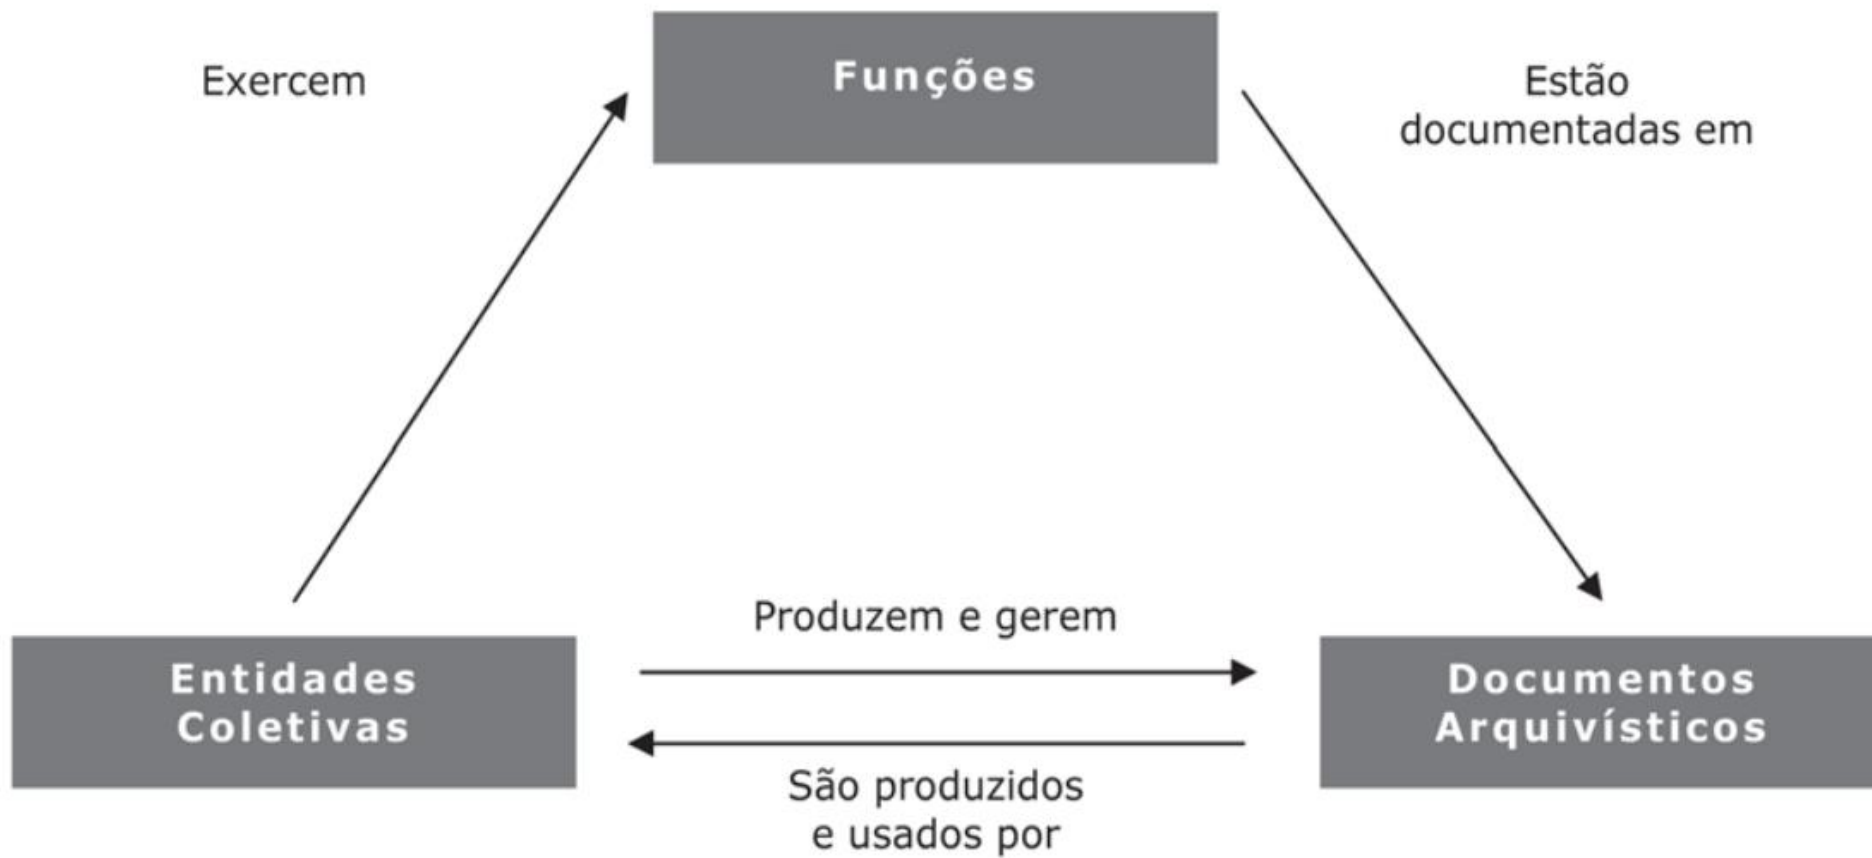 Exercem
Funções
Estão
documentadas em
Produzem e gerem
Entidades
Coletivas
Documentos
Arquivísticos
São produzidos
e usados por